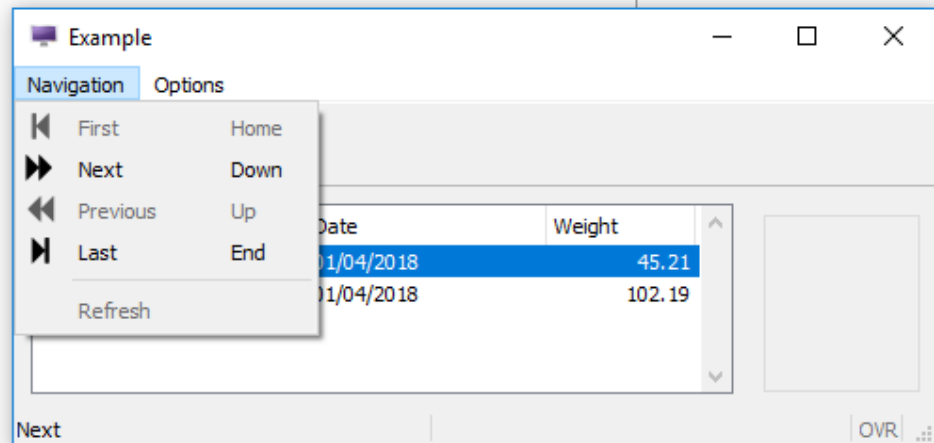 Example
Navigation Options
First Home
Next Down
Previous Up
Last End
Refresh
Date Weight
01/04/2018 45.21
01/04/2018 102.19
Next OVR